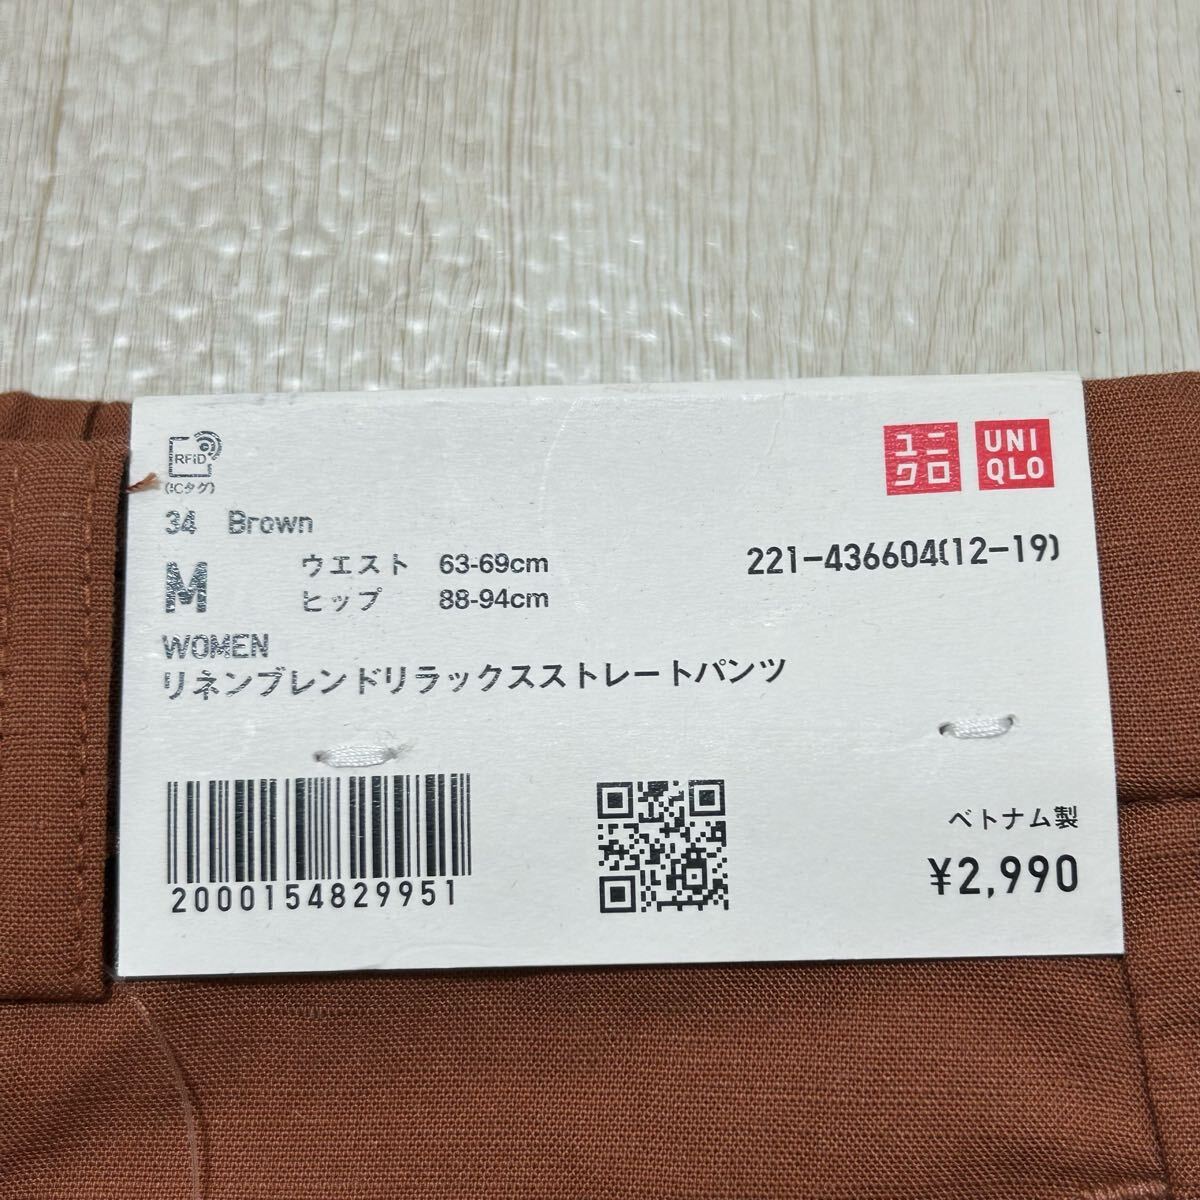 RFiD
(ICタグ)
ユニ
クロ
UNI
QLO
34 Brown
M
ウエスト 63-69cm
ヒップ 88-94cm
221-436604(12-19)
WOMEN
リネンブレンドリラックスストレートパンツ
2000154829951
ベトナム製
¥2,990